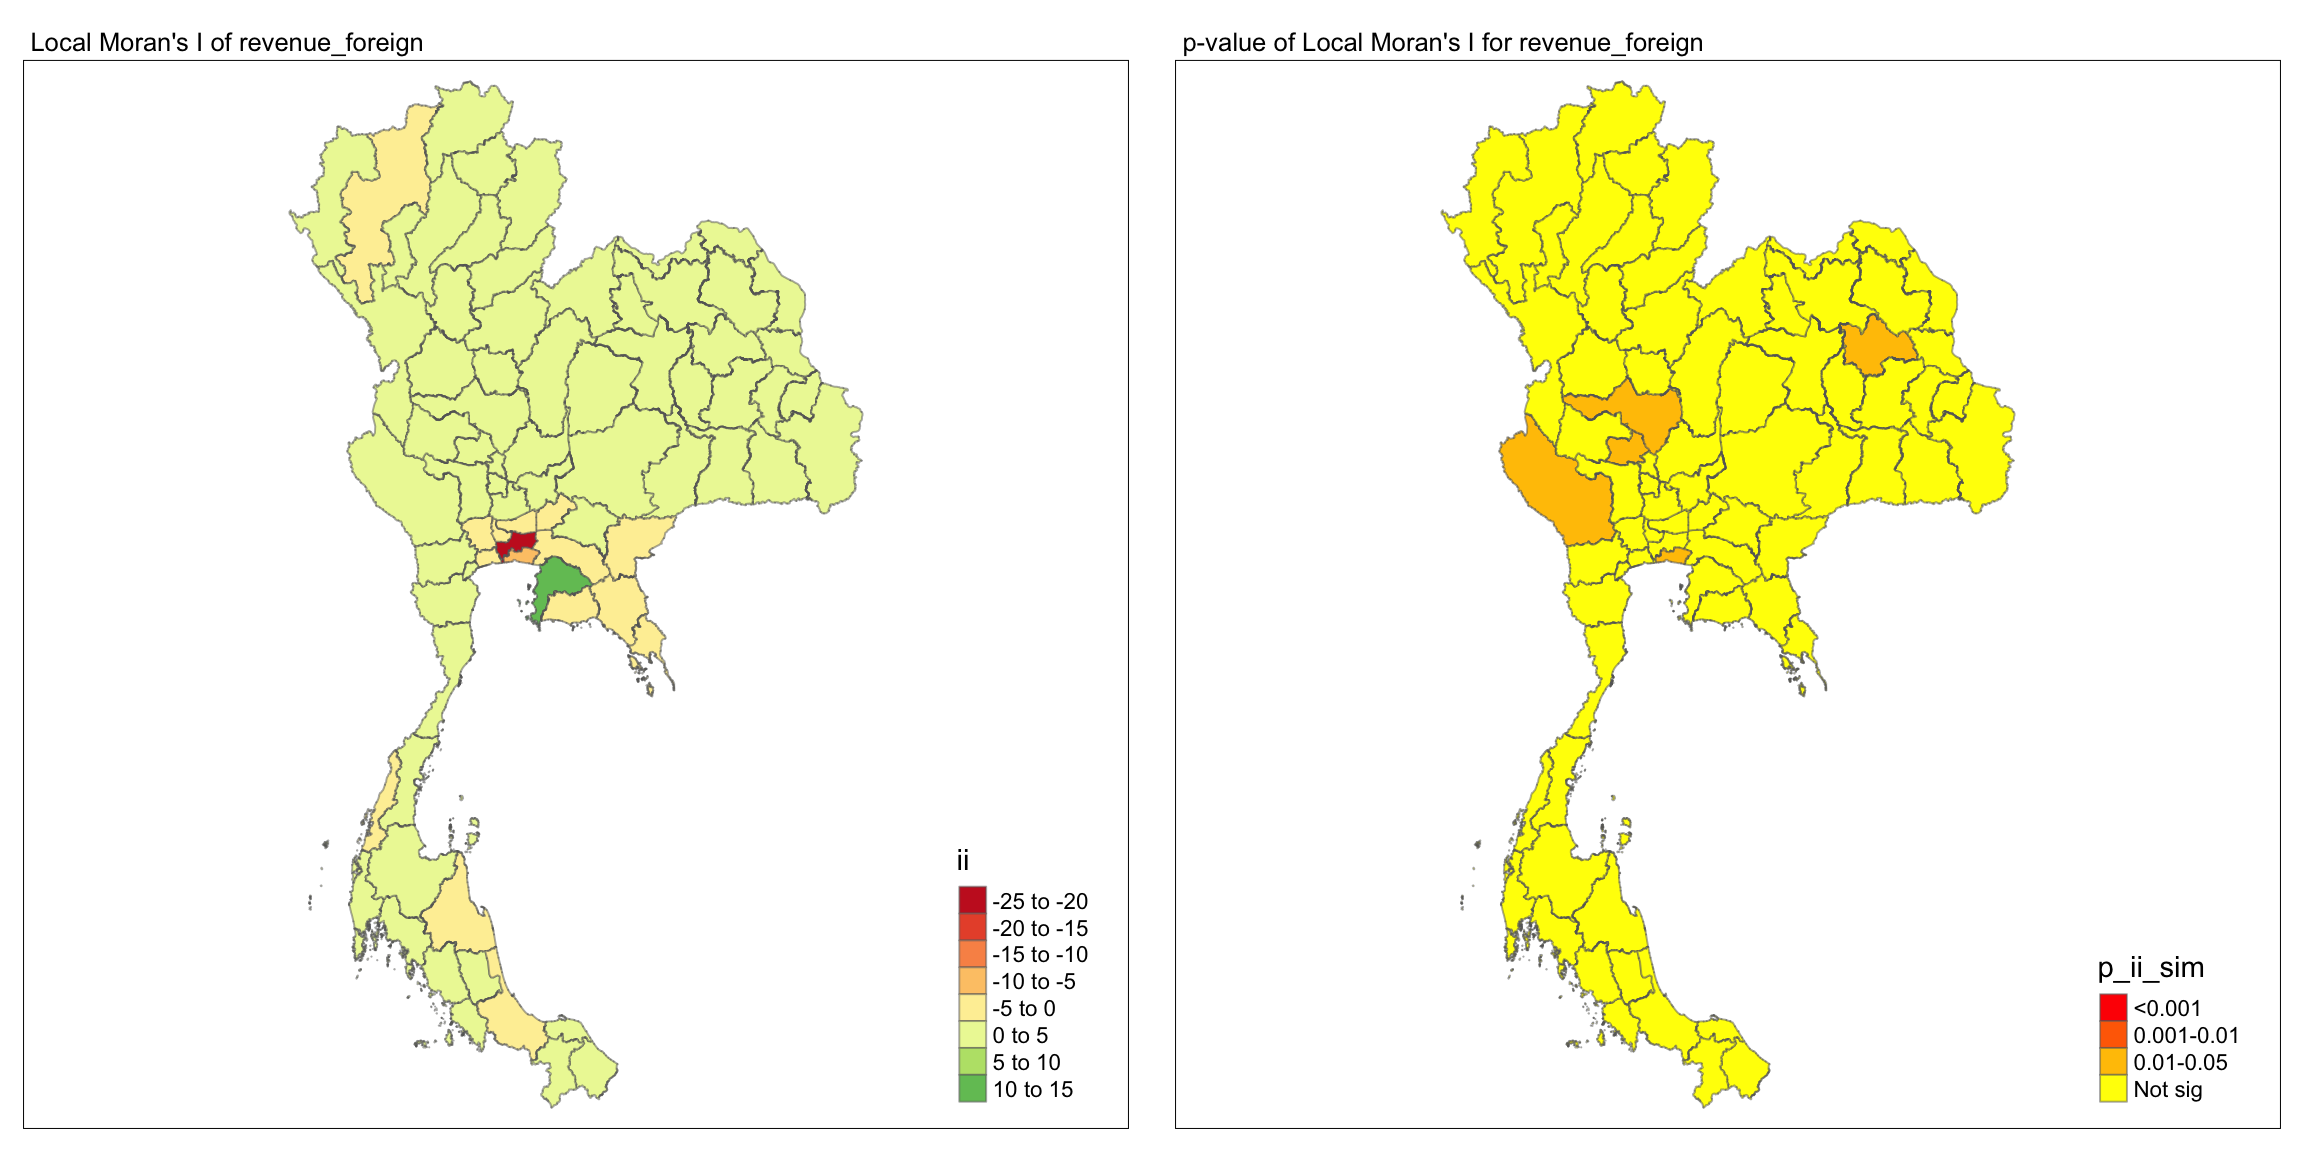 Local Moran's I of revenue_foreign
ii
-25 to -20
-20 to -15
-15 to -10
-10 to -5
-5 to 0
0 to 5
5 to 10
10 to 15
p-value of Local Moran's I for revenue_foreign
p_ii_sim
<0.001
0.001-0.01
0.01-0.05
Not sig